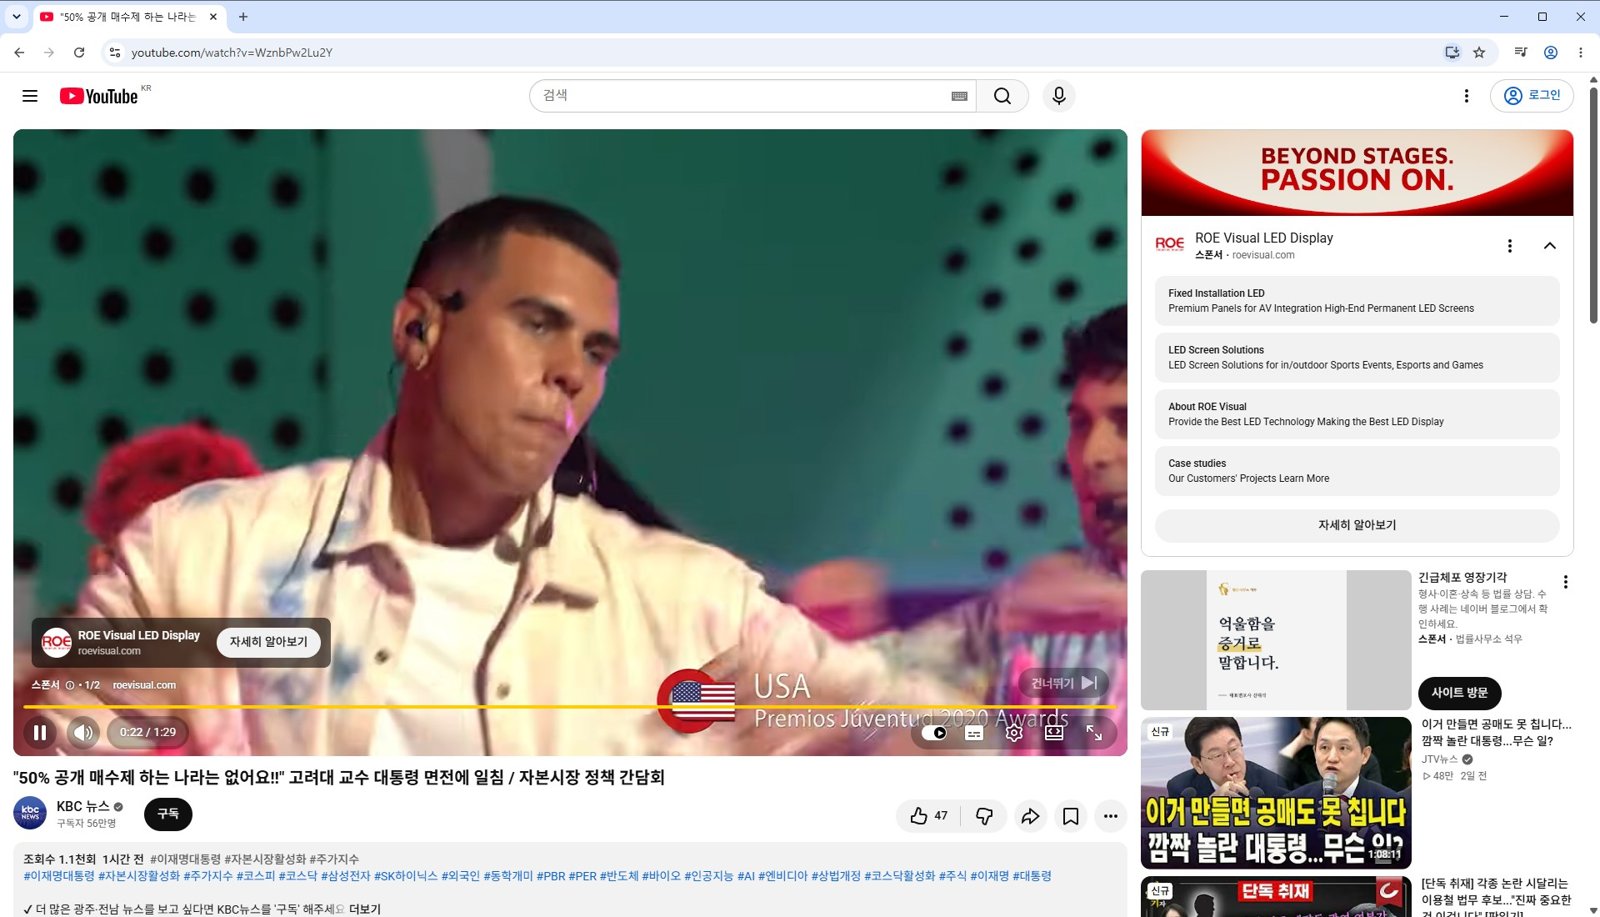 "50% 공개 매수제 하는 나라는
youtube.com/watch?v=WznbPw2Lu2Y
YouTube KR
검색
로그인
ROE
ROE Visual LED Display
roevisual.com
자세히 알아보기
스폰서 · 1/2 roevisual.com
USA
Premios Juventud 2020 Awards
건너뛰기
0:22 / 1:29
"50% 공개 매수제 하는 나라는 없어요!!" 고려대 교수 대통령 면전에 일침 / 자본시장 정책 간담회
kbc NEWS
KBC 뉴스
구독자 56만명
구독
47
조회수 1.1천회 1시간 전 #이재명대통령 #자본시장활성화 #주가지수
#이재명대통령 #자본시장활성화 #주가지수 #코스피 #코스닥 #삼성전자 #SK하이닉스 #외국인 #동학개미 #PBR #PER #반도체 #바이오 #인공지능 #AI #엔비디아 #상법개정 #코스닥활성화 #주식 #이재명 #대통령
✓ 더 많은 광주·전남 뉴스를 보고 싶다면 KBC뉴스를 '구독' 해주세요 더보기
BEYOND STAGES.
PASSION ON.
ROE
ROE Visual LED Display
스폰서 · roevisual.com
Fixed Installation LED
Premium Panels for AV Integration High-End Permanent LED Screens
LED Screen Solutions
LED Screen Solutions for in/outdoor Sports Events, Esports and Games
About ROE Visual
Provide the Best LED Technology Making the Best LED Display
Case studies
Our Customers' Projects Learn More
자세히 알아보기
억울함을
증거로
말합니다.
긴급체포 영장기각
형사·이혼·상속 등 법률 상담. 수
행 사례는 네이버 블로그에서 확
인하세요.
스폰서 · 법률사무소 석우
사이트 방문
신규
이거 만들면 공매도 못 칩니다
깜짝 놀란 대통령...무슨 일?
1:08:11
이거 만들면 공매도 못 칩니다...
깜짝 놀란 대통령...무슨 일?
JTV뉴스
48만 2일 전
신규
단독 취재
[단독 취재] 각종 논란 시달리는
이용철 법무 후보..."진짜 중요한